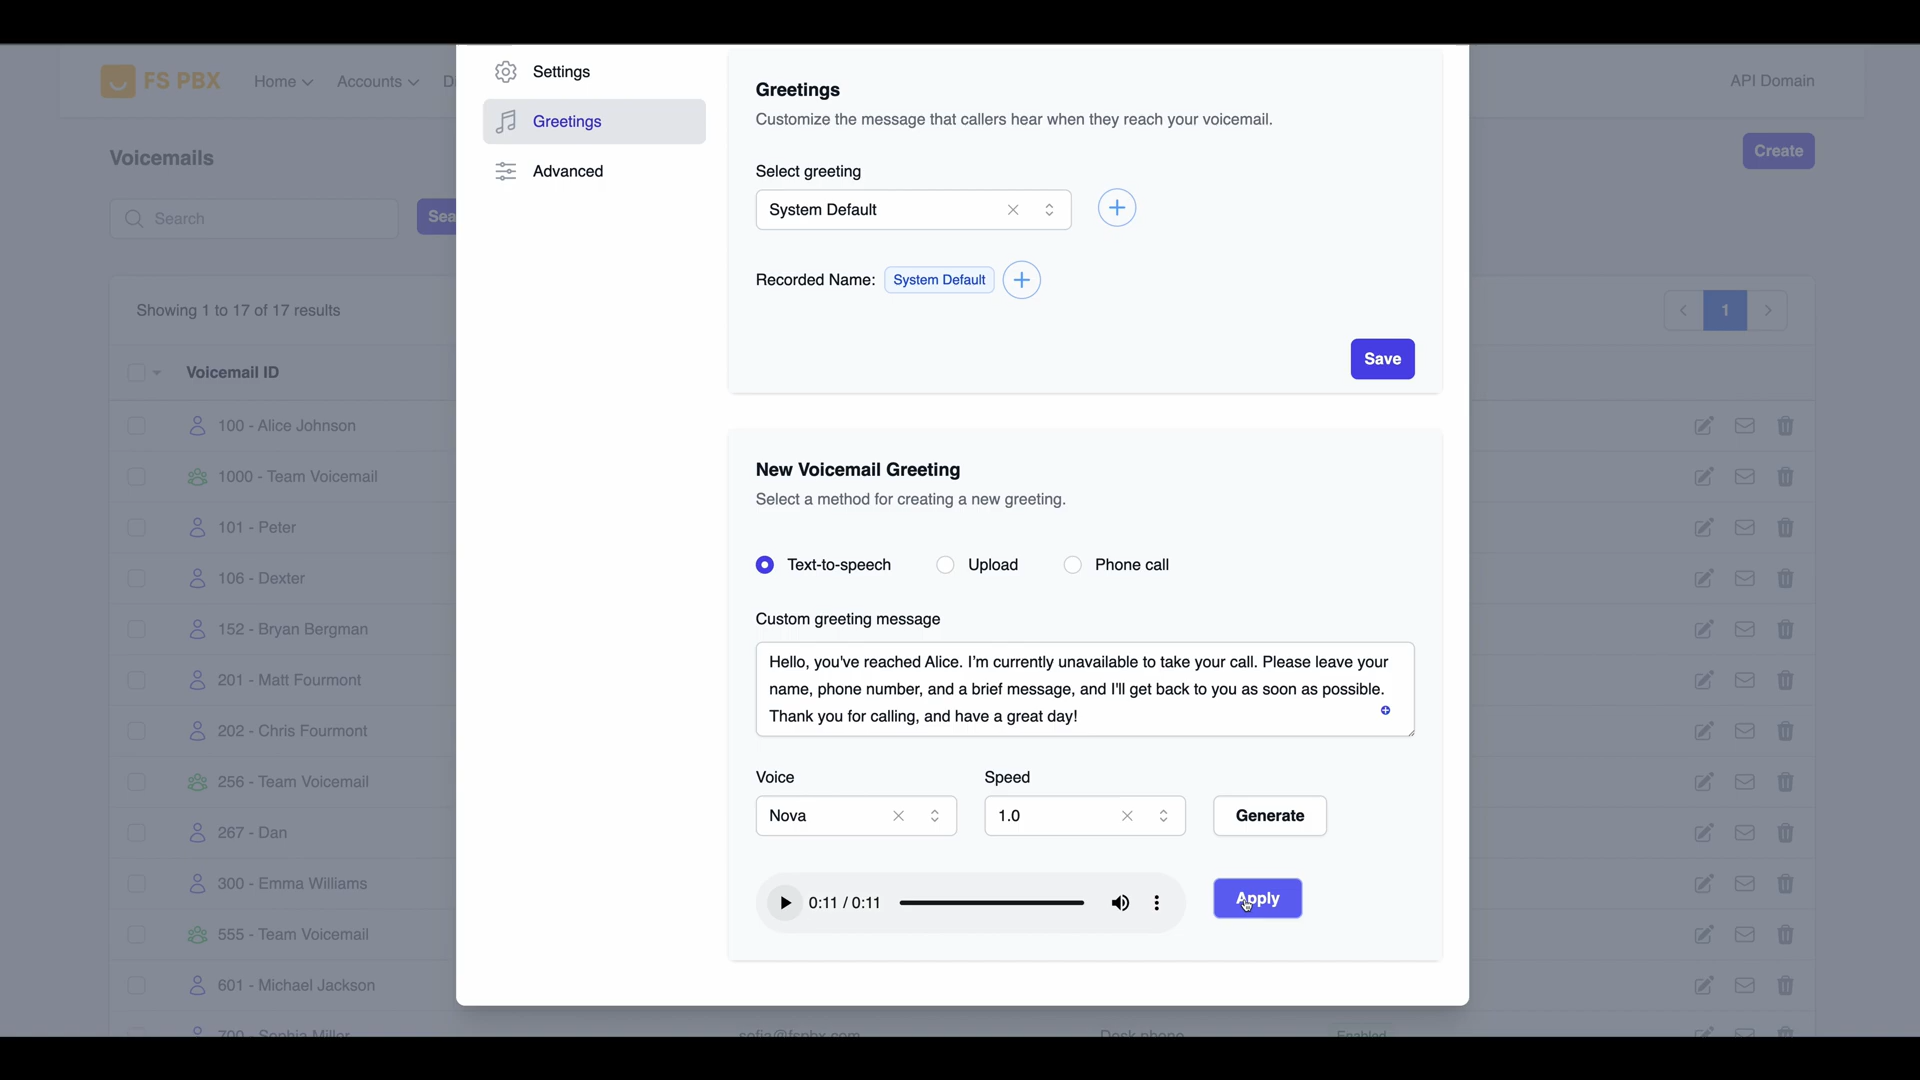 FS PBX
Home
Accounts
Di
API Domain
Voicemails
Create
Search
Sea
Showing 1 to 17 of 17 results
1
Voicemail ID
100 - Alice Johnson
1000 - Team Voicemail
101 - Peter
106 - Dexter
152 - Bryan Bergman
201 - Matt Fourmont
202 - Chris Fourmont
256 - Team Voicemail
267 - Dan
300 - Emma Williams
555 - Team Voicemail
601 - Michael Jackson
700 - Sophia Miller
sofia@fspbx.com
Desk phone
Enabled
Settings
Greetings
Advanced
Greetings
Customize the message that callers hear when they reach your voicemail.
Select greeting
System Default
Recorded Name: System Default
Save
New Voicemail Greeting
Select a method for creating a new greeting.
Text-to-speech
Upload
Phone call
Custom greeting message
Hello, you've reached Alice. I’m currently unavailable to take your call. Please leave your
name, phone number, and a brief message, and I'll get back to you as soon as possible.
Thank you for calling, and have a great day!
Voice
Speed
Nova
1.0
Generate
0:11 / 0:11
Apply